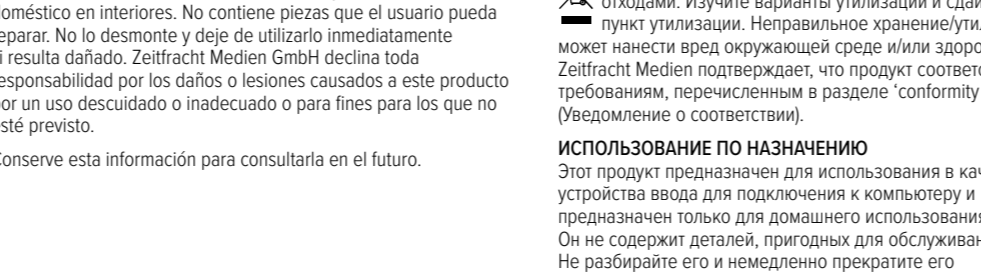 doméstico en interiores. No contiene piezas que el usuario pueda
reparar. No lo desmonte y deje de utilizarlo inmediatamente
si resulta dañado. Zeitfracht Medien GmbH declina toda
responsabilidad por los daños o lesiones causados a este producto
por un uso descuidado o inadecuado o para fines para los que no
esté previsto.
Conserve esta información para consultarla en el futuro.
отходами. Изучите варианты утилизации и сдай
пункт утилизации. Неправильное хранение/ути
может нанести вред окружающей среде и/или здоро
Zeitfracht Medien подтверждает, что продукт соответс
требованиям, перечисленным в разделе ‘conformity
(Уведомление о соответствии).
ИСПОЛЬЗОВАНИЕ ПО НАЗНАЧЕНИЮ
Этот продукт предназначен для использования в кач
устройства ввода для подключения к компьютеру и
предназначен только для домашнего использования
Он не содержит деталей, пригодных для обслуживан
Не разбирайте его и немедленно прекратите его